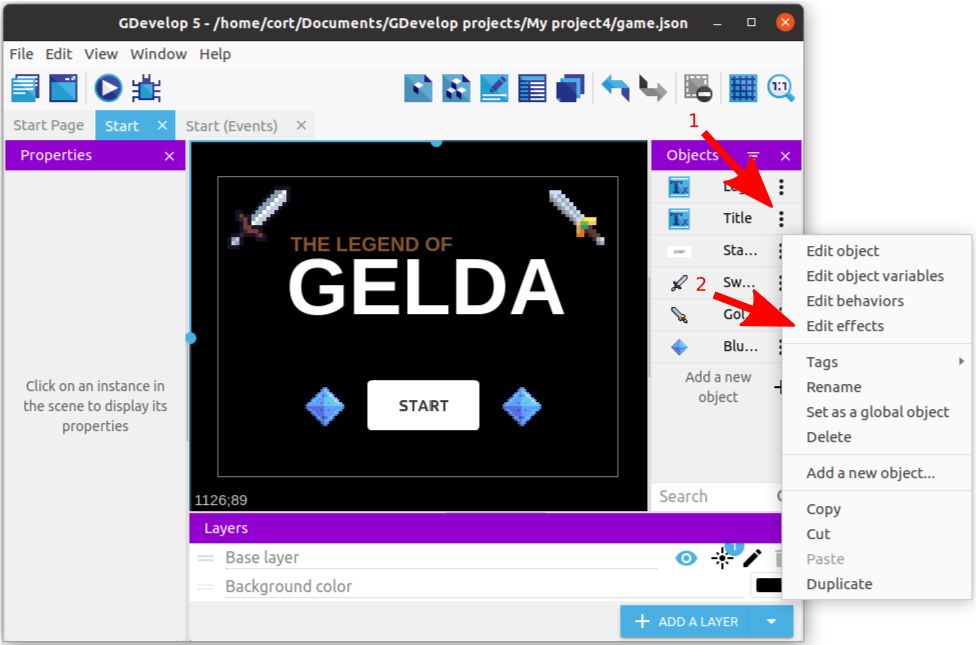 GDevelop 5 - /home/cort/Documents/GDevelop projects/My project4/game.json
File Edit View Window Help
1:1
Start Page Start Start (Events)
1
Properties
Objects
Title
Sta...
START
Sw...
2
Gol
Blu...
Add a new
object
Search
THE LEGEND OF
GELDA
START
1126;89
Click on an instance in
the scene to display its
properties
Edit object
Edit object variables
Edit behaviors
Edit effects
Tags
Rename
Set as a global object
Delete
Add a new object...
Copy
Cut
Paste
Duplicate
Layers
Base layer
1
Background color
ADD A LAYER